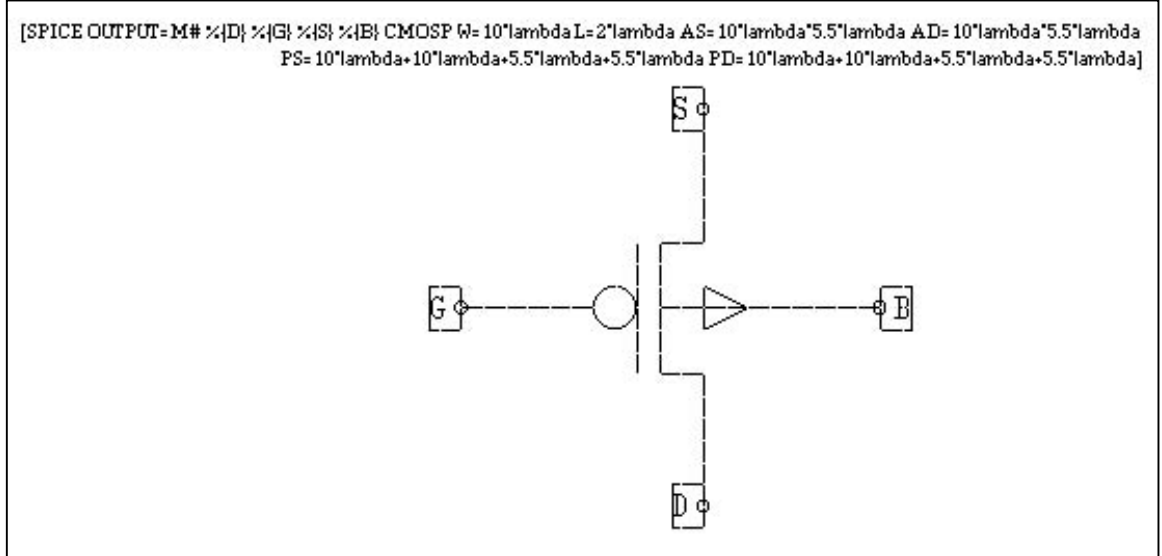 [SPICE OUTPUT=M# %{D} %{G} %{S} %{B} CMOSP W=10*lambda L=2*lambda AS=10*lambda*5.5*lambda AD=10*lambda*5.5*lambda
PS=10*lambda+10*lambda+5.5*lambda+5.5*lambda PD=10*lambda+10*lambda+5.5*lambda+5.5*lambda]
S
G
B
D